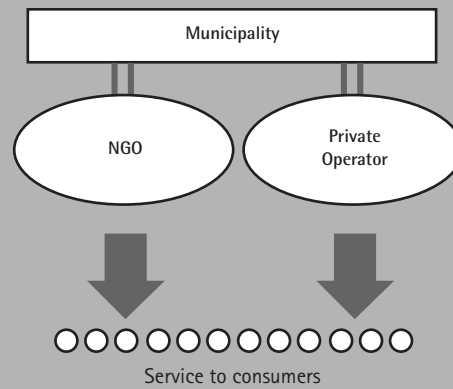 Municipality
NGO
Private
Operator
Service to consumers